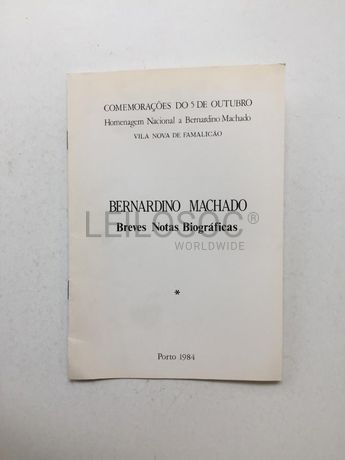 COMEMORAÇÕES DO 5 DE OUTUBRO
Homenagem Nacional a Bernardino Machado
VILA NOVA DE FAMALICÃO
BERNARDINO MACHADO
LEILOSOC®
Breves Notas Biográficas
WORLDWIDE
*
Porto 1984